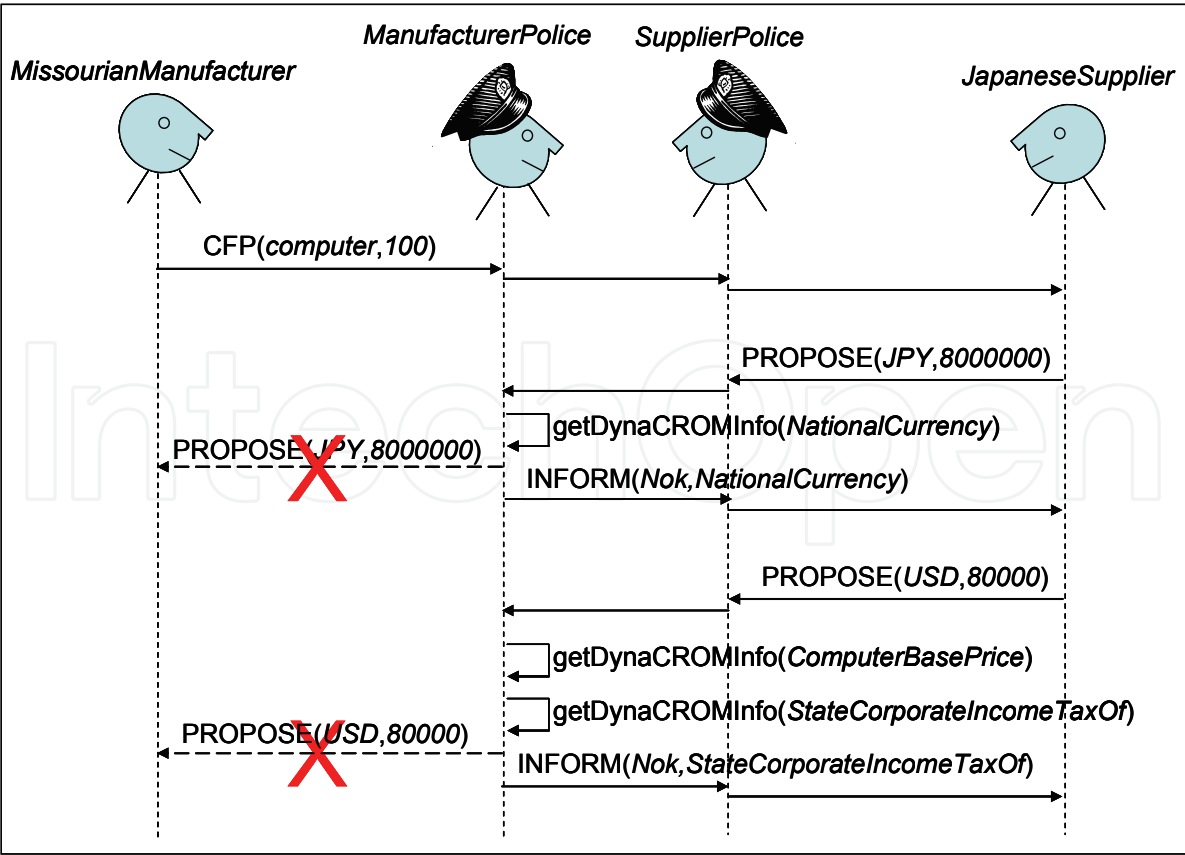 ManufacturerPolice
SupplierPolice
MissourianManufacturer
JapaneseSupplier
CFP(computer,100)
PROPOSE(JPY,8000000)
getDynaCROMInfo(NationalCurrency)
PROPOSE(JPY,8000000)
INFORM(Nok,NationalCurrency)
IntechOpen
PROPOSE(USD,80000)
getDynaCROMInfo(ComputerBasePrice)
getDynaCROMInfo(StateCorporateIncomeTaxOf)
PROPOSE(USD,80000)
INFORM(Nok,StateCorporateIncomeTaxOf)